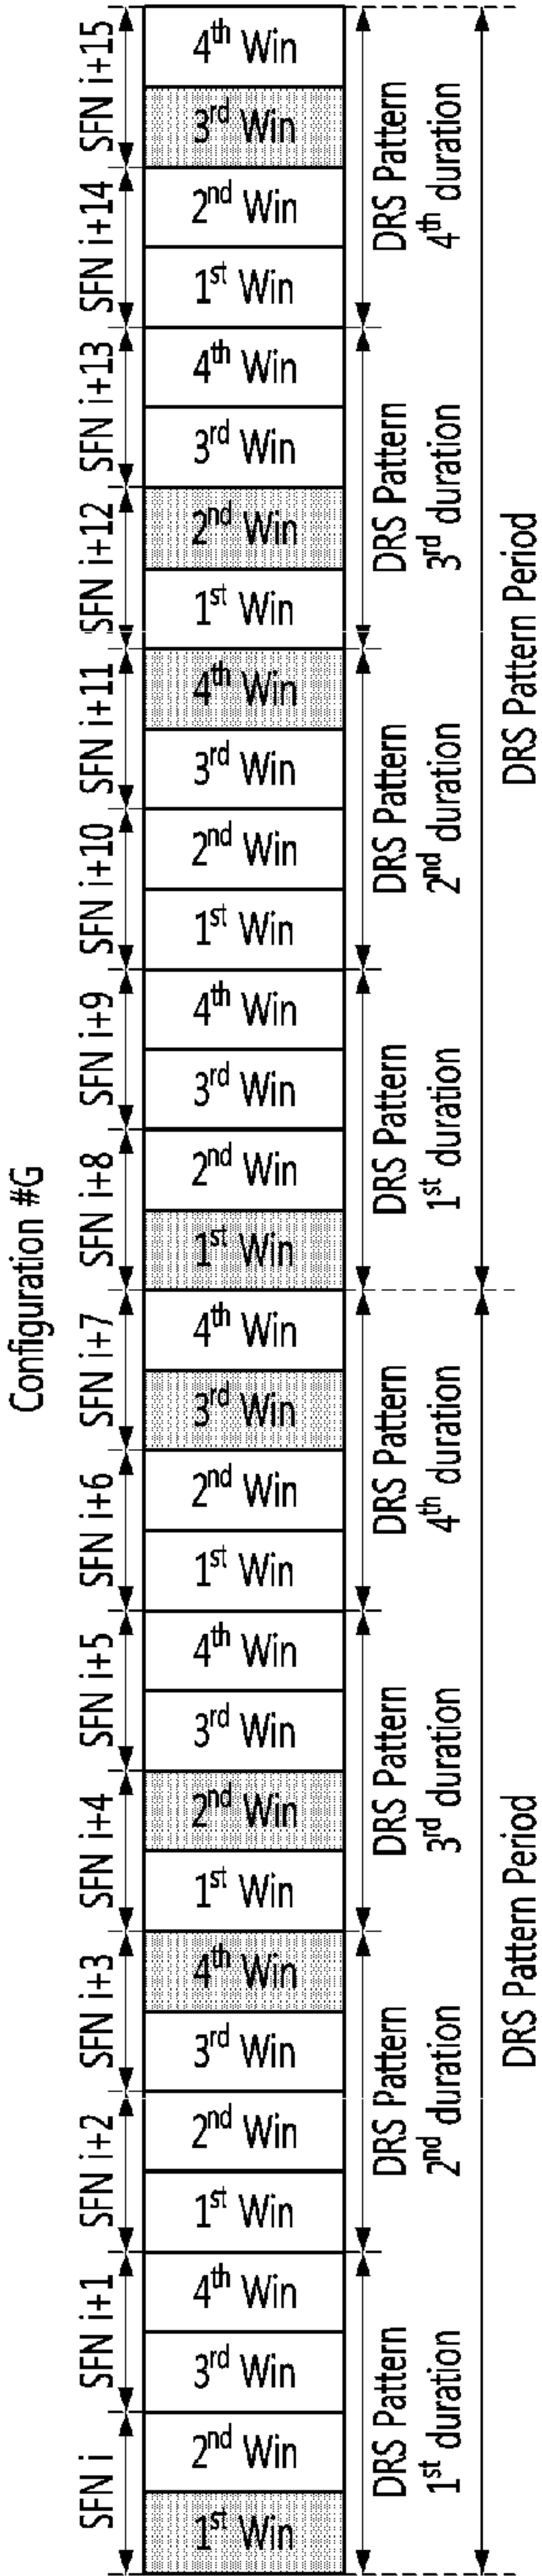 Configuration #G
SFN i+15
SFN i+14
SFN i+13
SFN i+12
SFN i+11
SFN i+10
SFN i+9
SFN i+8
SFN i+7
SFN i+6
SFN i+5
SFN i+4
SFN i+3
SFN i+2
SFN i+1
SFN i
4th Win
3rd Win
2nd Win
1st Win
4th Win
3rd Win
2nd Win
1st Win
4th Win
3rd Win
2nd Win
1st Win
4th Win
3rd Win
2nd Win
1st Win
4th Win
3rd Win
2nd Win
1st Win
4th Win
3rd Win
2nd Win
1st Win
4th Win
3rd Win
2nd Win
1st Win
4th Win
3rd Win
2nd Win
1st Win
DRS Pattern
4th duration
DRS Pattern
3rd duration
DRS Pattern
2nd duration
DRS Pattern
1st duration
DRS Pattern
4th duration
DRS Pattern
3rd duration
DRS Pattern
2nd duration
DRS Pattern
1st duration
DRS Pattern Period
DRS Pattern Period